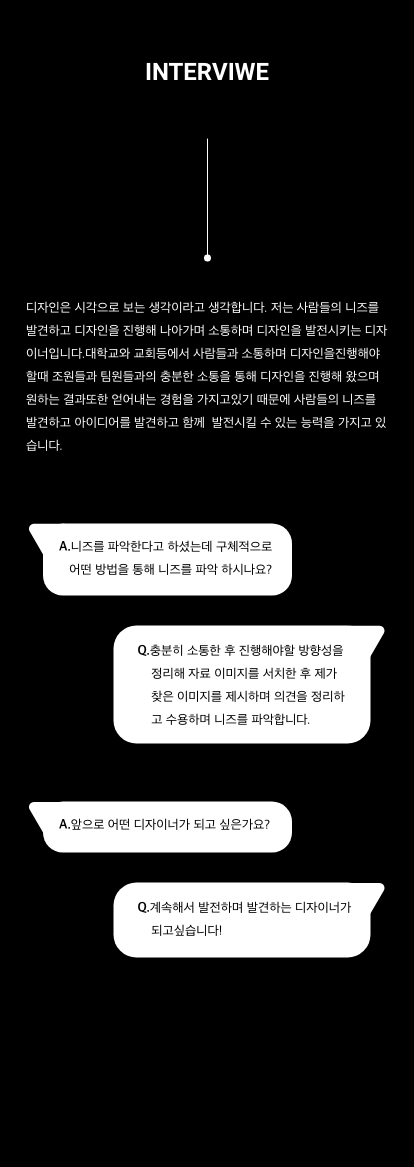 INTERVIWE
디자인은 시각으로 보는 생각이라고 생각합니다. 저는 사람들의 니즈를
발견하고 디자인을 진행해 나아가며 소통하며 디자인을 발전시키는 디자
이너입니다.대학교와 교회등에서 사람들과 소통하며 디자인을진행해야
할때 조원들과 팀원들과의 충분한 소통을 통해 디자인을 진행해 왔으며
원하는 결과또한 얻어내는 경험을 가지고있기 때문에 사람들의 니즈를
발견하고 아이디어를 발견하고 함께  발전시킬 수 있는 능력을 가지고 있
습니다.
A.니즈를 파악한다고 하셨는데 구체적으로
어떤 방법을 통해 니즈를 파악 하시나요?
Q.충분히 소통한 후 진행해야할 방향성을
정리해 자료 이미지를 서치한 후 제가
찾은 이미지를 제시하며 의견을 정리하
고 수용하며 니즈를 파악합니다.
A.앞으로 어떤 디자이너가 되고 싶은가요?
Q.계속해서 발전하며 발견하는 디자이너가
되고싶습니다!